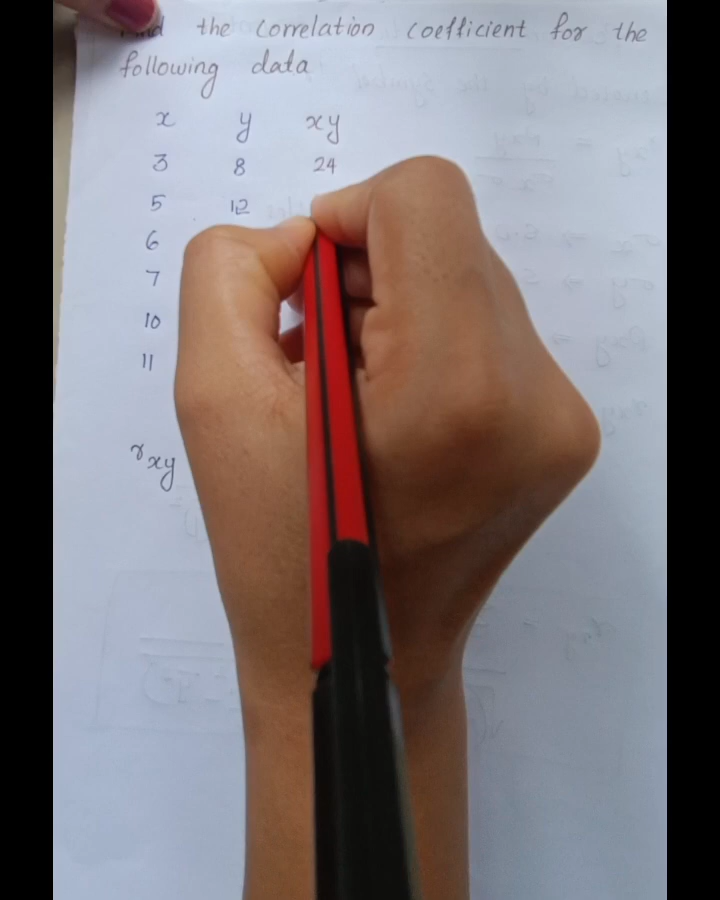 the correlation coefficient for the
following data
x y xy
3 8 24
5 12
6
7
10
11
rxy